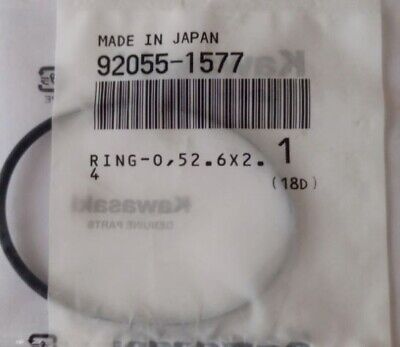 MADE IN JAPAN
92055-1577
RING-O,52.6X2.
4
1
(18D)
Kawasaki
GENUINE PARTS